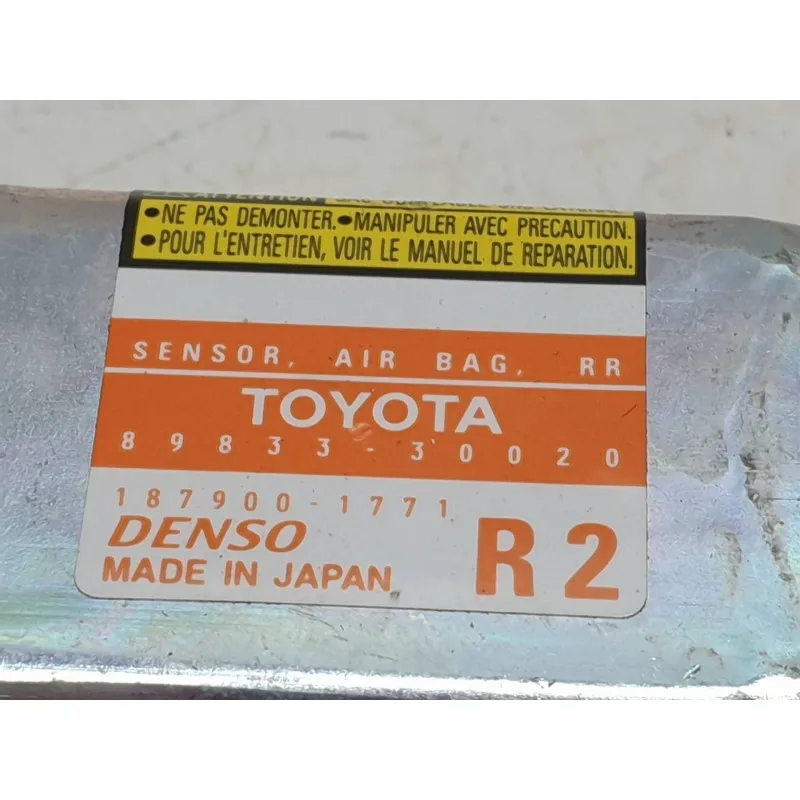 ATTENTION
•NE PAS DEMONTER.•MANIPULER AVEC PRECAUTION.
•POUR L'ENTRETIEN, VOIR LE MANUEL DE REPARATION.
SENSOR, AIR BAG, RR
TOYOTA
89833-30020
187900-1771
DENSO
MADE IN JAPAN
R2